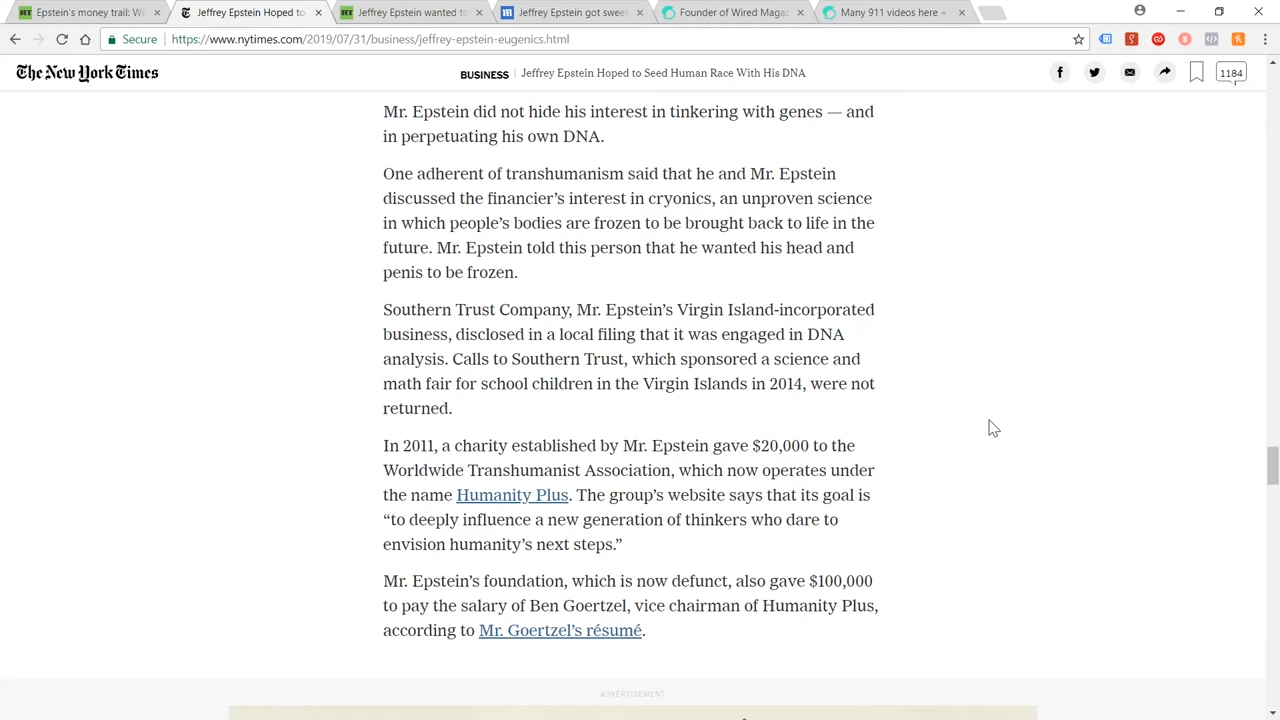 Epstein's money trail: Wil
Jeffrey Epstein Hoped to
Jeffrey Epstein wanted to
Jeffrey Epstein got sweet
Founder of Wired Magaz
Many 911 videos here +
Secure
https://www.nytimes.com/2019/07/31/business/jeffrey-epstein-eugenics.html
The New York Times
BUSINESS | Jeffrey Epstein Hoped to Seed Human Race With His DNA
1184
Mr. Epstein did not hide his interest in tinkering with genes — and
in perpetuating his own DNA.
One adherent of transhumanism said that he and Mr. Epstein
discussed the financier's interest in cryonics, an unproven science
in which people's bodies are frozen to be brought back to life in the
future. Mr. Epstein told this person that he wanted his head and
penis to be frozen.
Southern Trust Company, Mr. Epstein's Virgin Island-incorporated
business, disclosed in a local filing that it was engaged in DNA
analysis. Calls to Southern Trust, which sponsored a science and
math fair for school children in the Virgin Islands in 2014, were not
returned.
In 2011, a charity established by Mr. Epstein gave $20,000 to the
Worldwide Transhumanist Association, which now operates under
the name Humanity Plus. The group's website says that its goal is
“to deeply influence a new generation of thinkers who dare to
envision humanity's next steps.”
Mr. Epstein's foundation, which is now defunct, also gave $100,000
to pay the salary of Ben Goertzel, vice chairman of Humanity Plus,
according to Mr. Goertzel's résumé.
ADVERTISEMENT